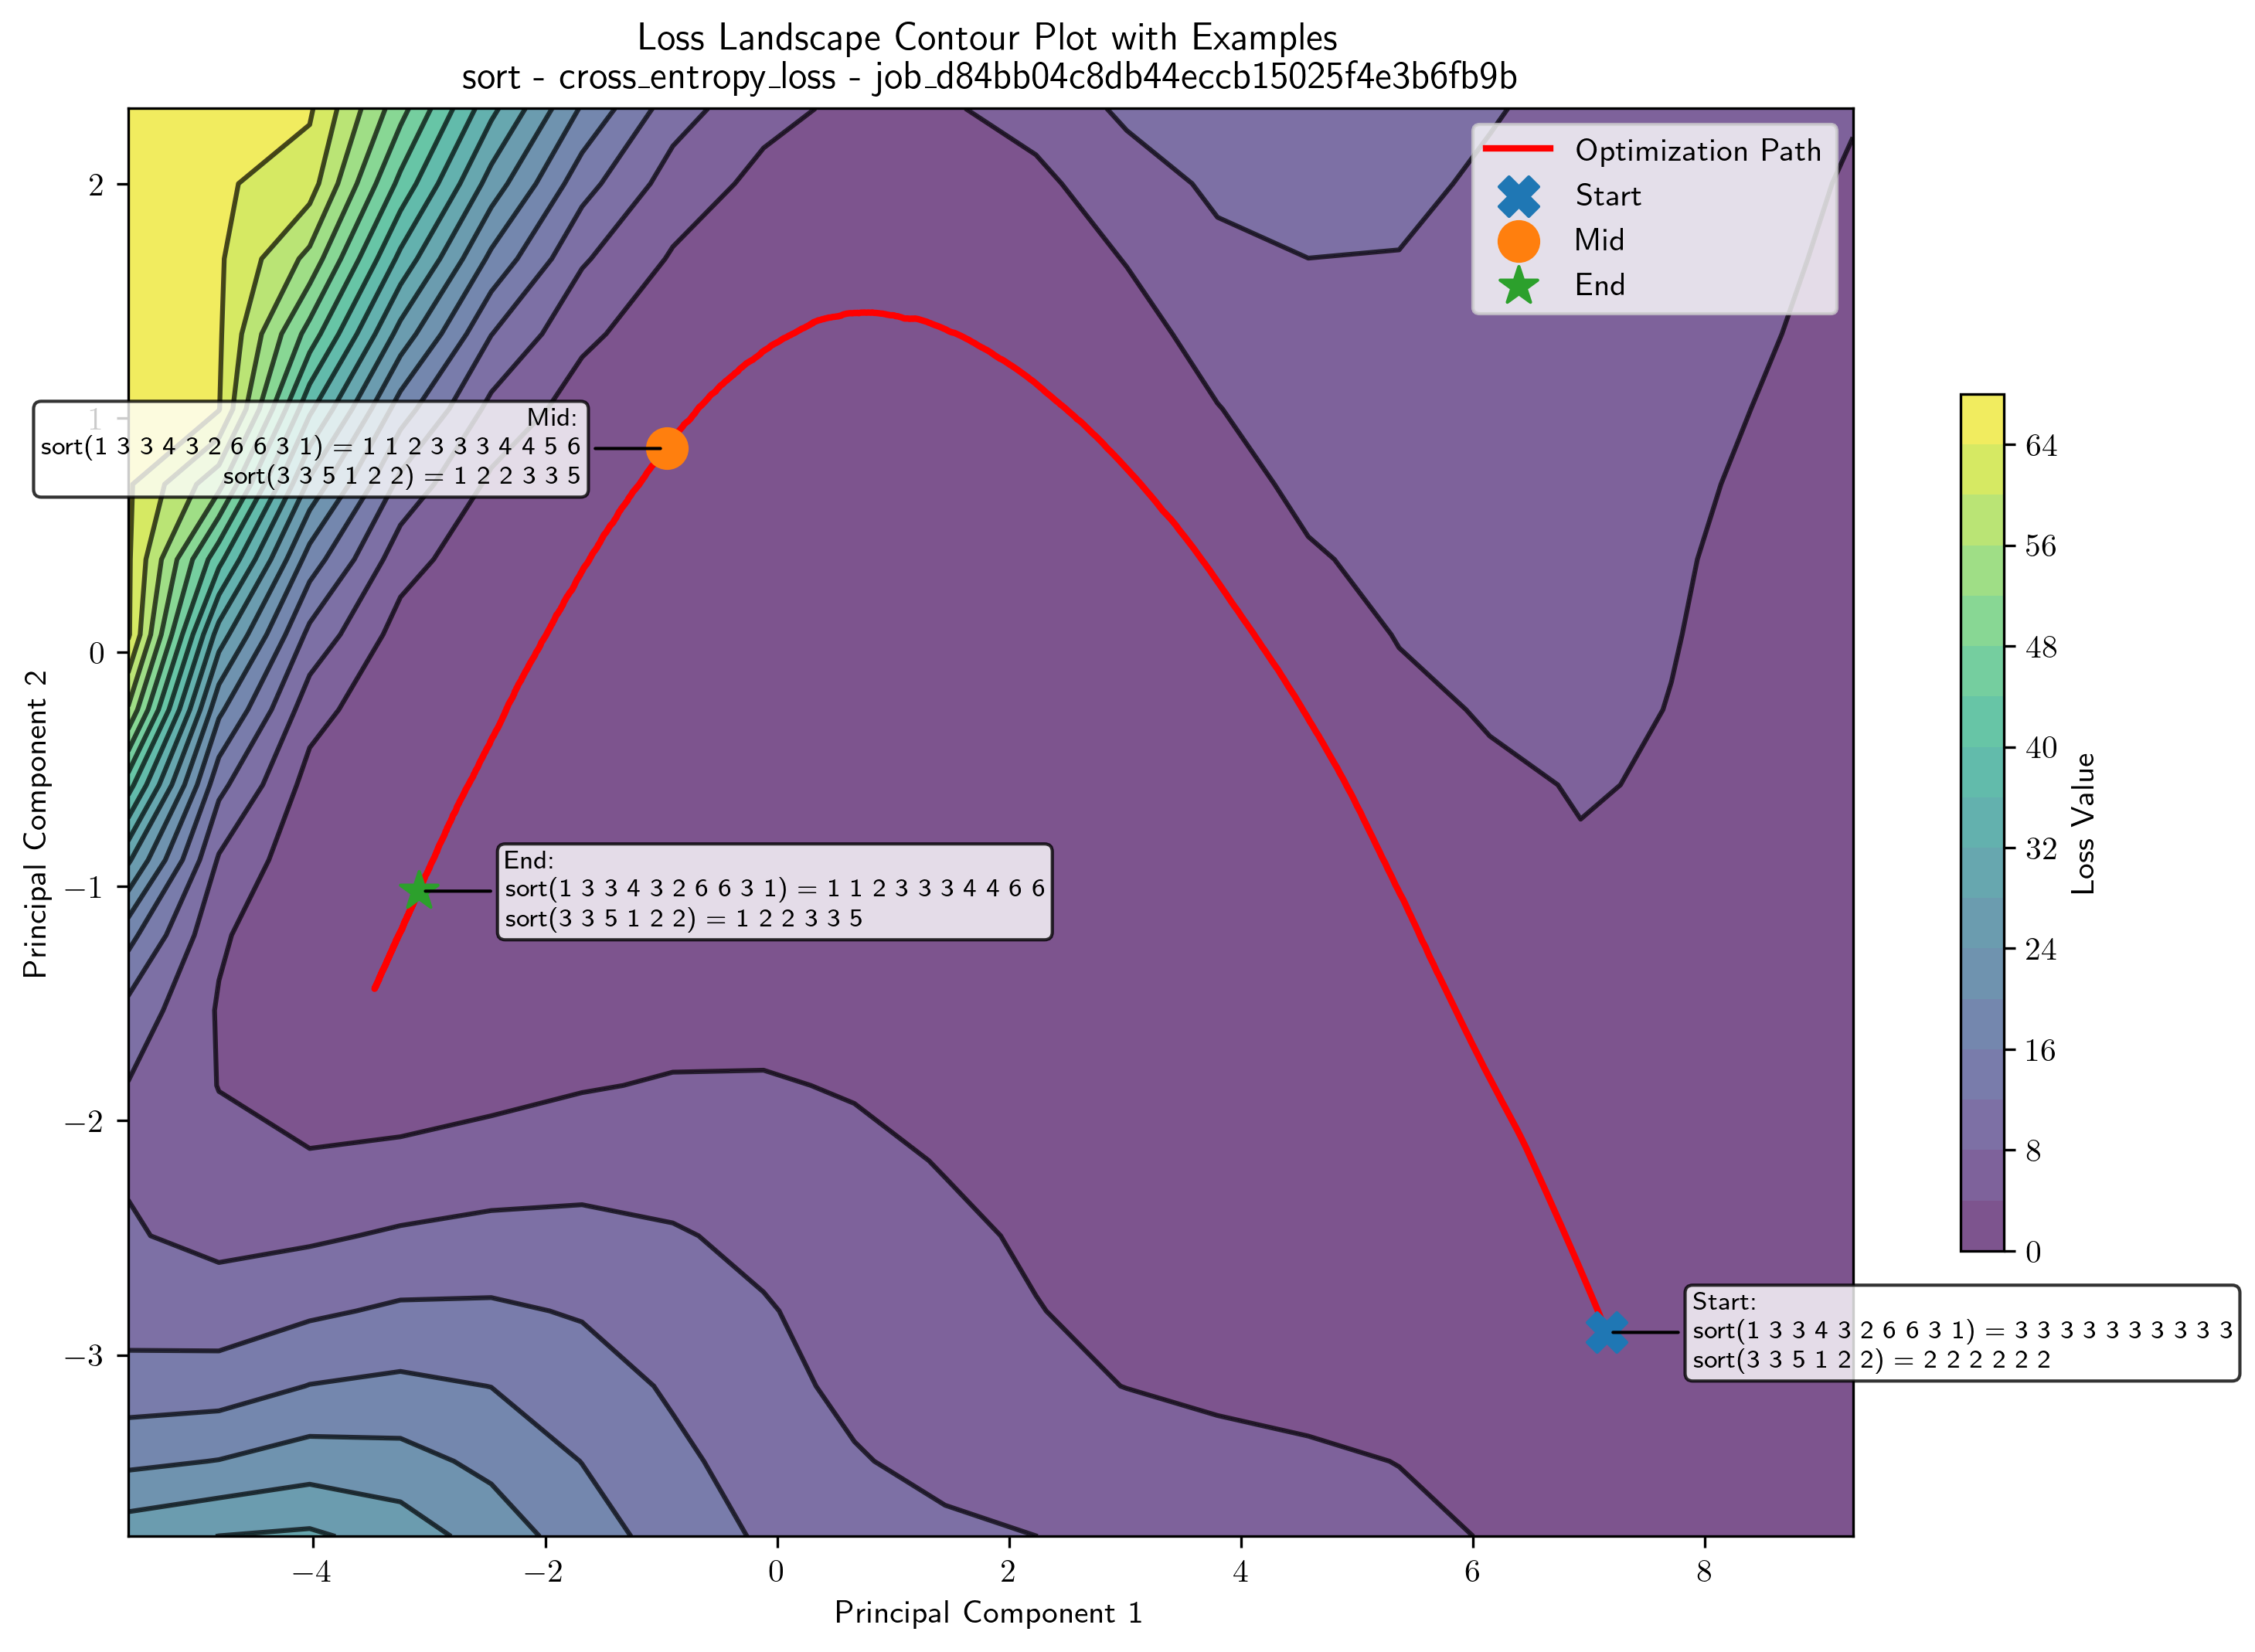 Loss Landscape Contour Plot with Examples
sort - cross_entropy_loss - job_d84bb04c8db44eccb15025f4e3b6fb9b
Optimization Path
Start
Mid
End
Mid:
sort(1 3 3 4 3 2 6 6 3 1) = 1 1 2 3 3 3 4 4 5 6
sort(3 3 5 1 2 2) = 1 2 2 3 3 5
End:
sort(1 3 3 4 3 2 6 6 3 1) = 1 1 2 3 3 3 4 4 6 6
sort(3 3 5 1 2 2) = 1 2 2 3 3 5
Start:
sort(1 3 3 4 3 2 6 6 3 1) = 3 3 3 3 3 3 3 3 3 3
sort(3 3 5 1 2 2) = 2 2 2 2 2 2
2
1
0
−1
−2
−3
Principal Component 2
−4
−2
0
2
4
6
8
Principal Component 1
64
56
48
40
32
24
16
8
0
Loss Value